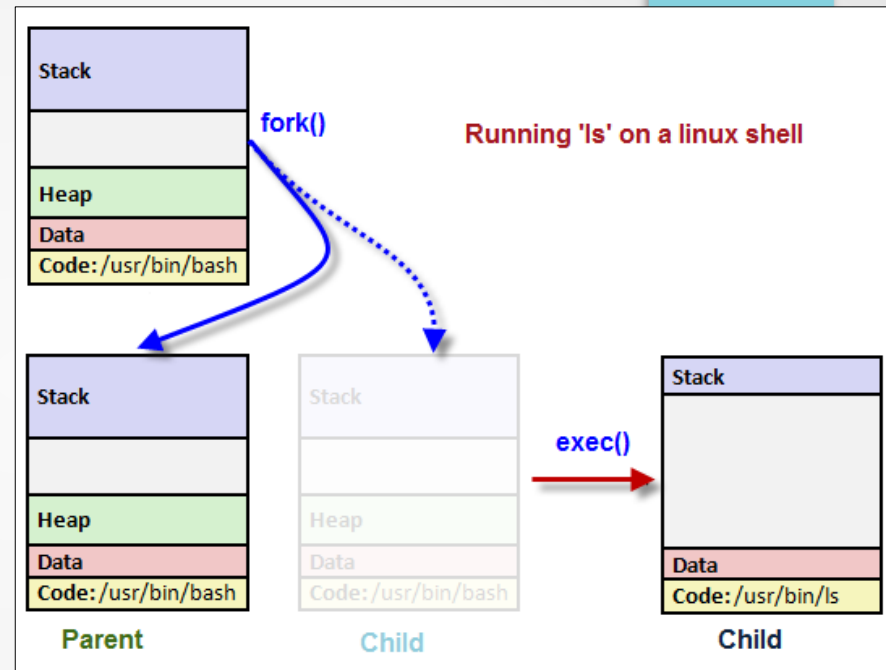 Stack
fork()
Running 'ls' on a linux shell
Heap
Data
Code:/usr/bin/bash
Stack
Heap
Data
Code:/usr/bin/bash
Parent
Stack
Heap
Data
Code:/usr/bin/bash
Child
exec()
Stack
Data
Code:/usr/bin/ls
Child